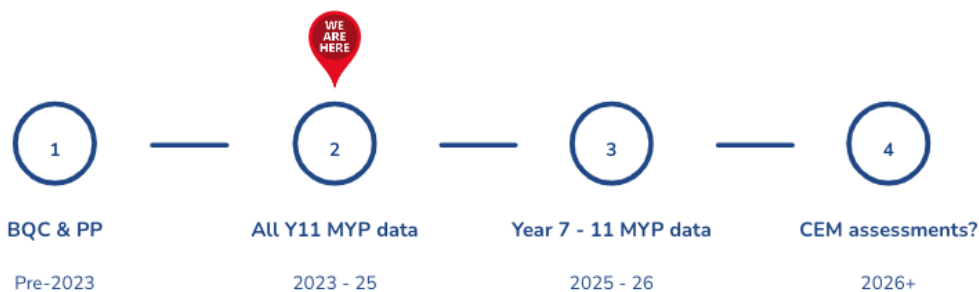 WE
ARE
HERE
1
2
3
4
BQC & PP
All Y11 MYP data
Year 7 - 11 MYP data
CEM assessments?
Pre-2023
2023 - 25
2025 - 26
2026+